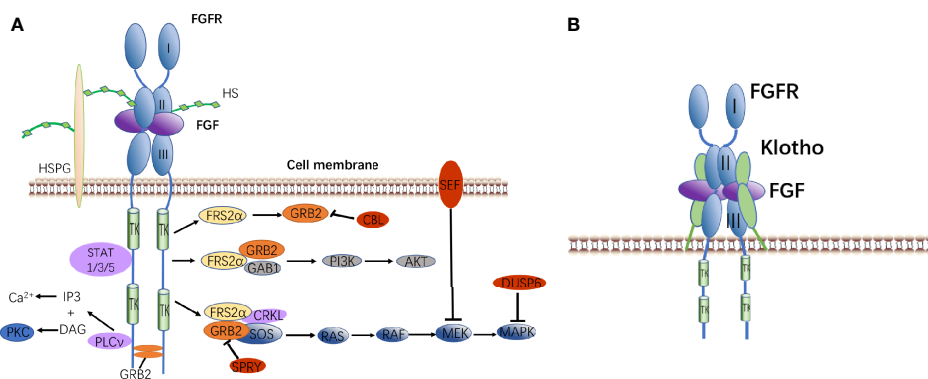 A
FGFR
I
HS
II
FGF
III
HSPG
Cell membrane
SEF
TK
TK
FRS2α
GRB2
CBL
STAT
1/3/5
FRS2α
GRB2
GAB1
PI3K
AKT
DUSP6
Ca2+
IP3
+
DAG
PKC
PLCν
TK
TK
FRS2α
CRKL
GRB2
SOS
RAS
RAF
MEK
MAPK
SPRY
GRB2
B
FGFR
I
Klotho
II
FGF
III
TK
TK
TK
TK